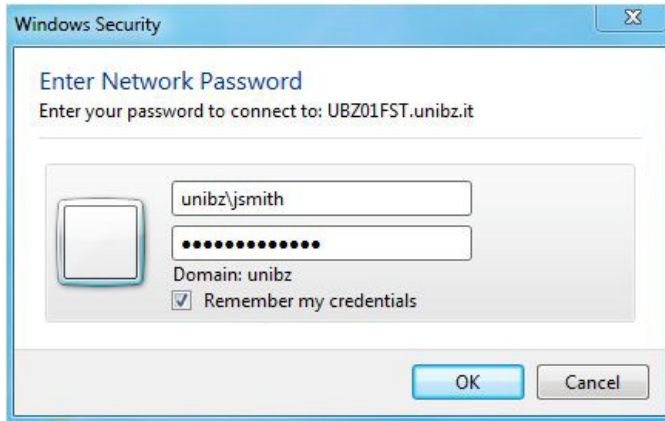 Windows Security
Enter Network Password
Enter your password to connect to: UBZ01FST.unibz.it
unibz\jsmith
•••••••••••••
Domain: unibz
Remember my credentials
OK
Cancel